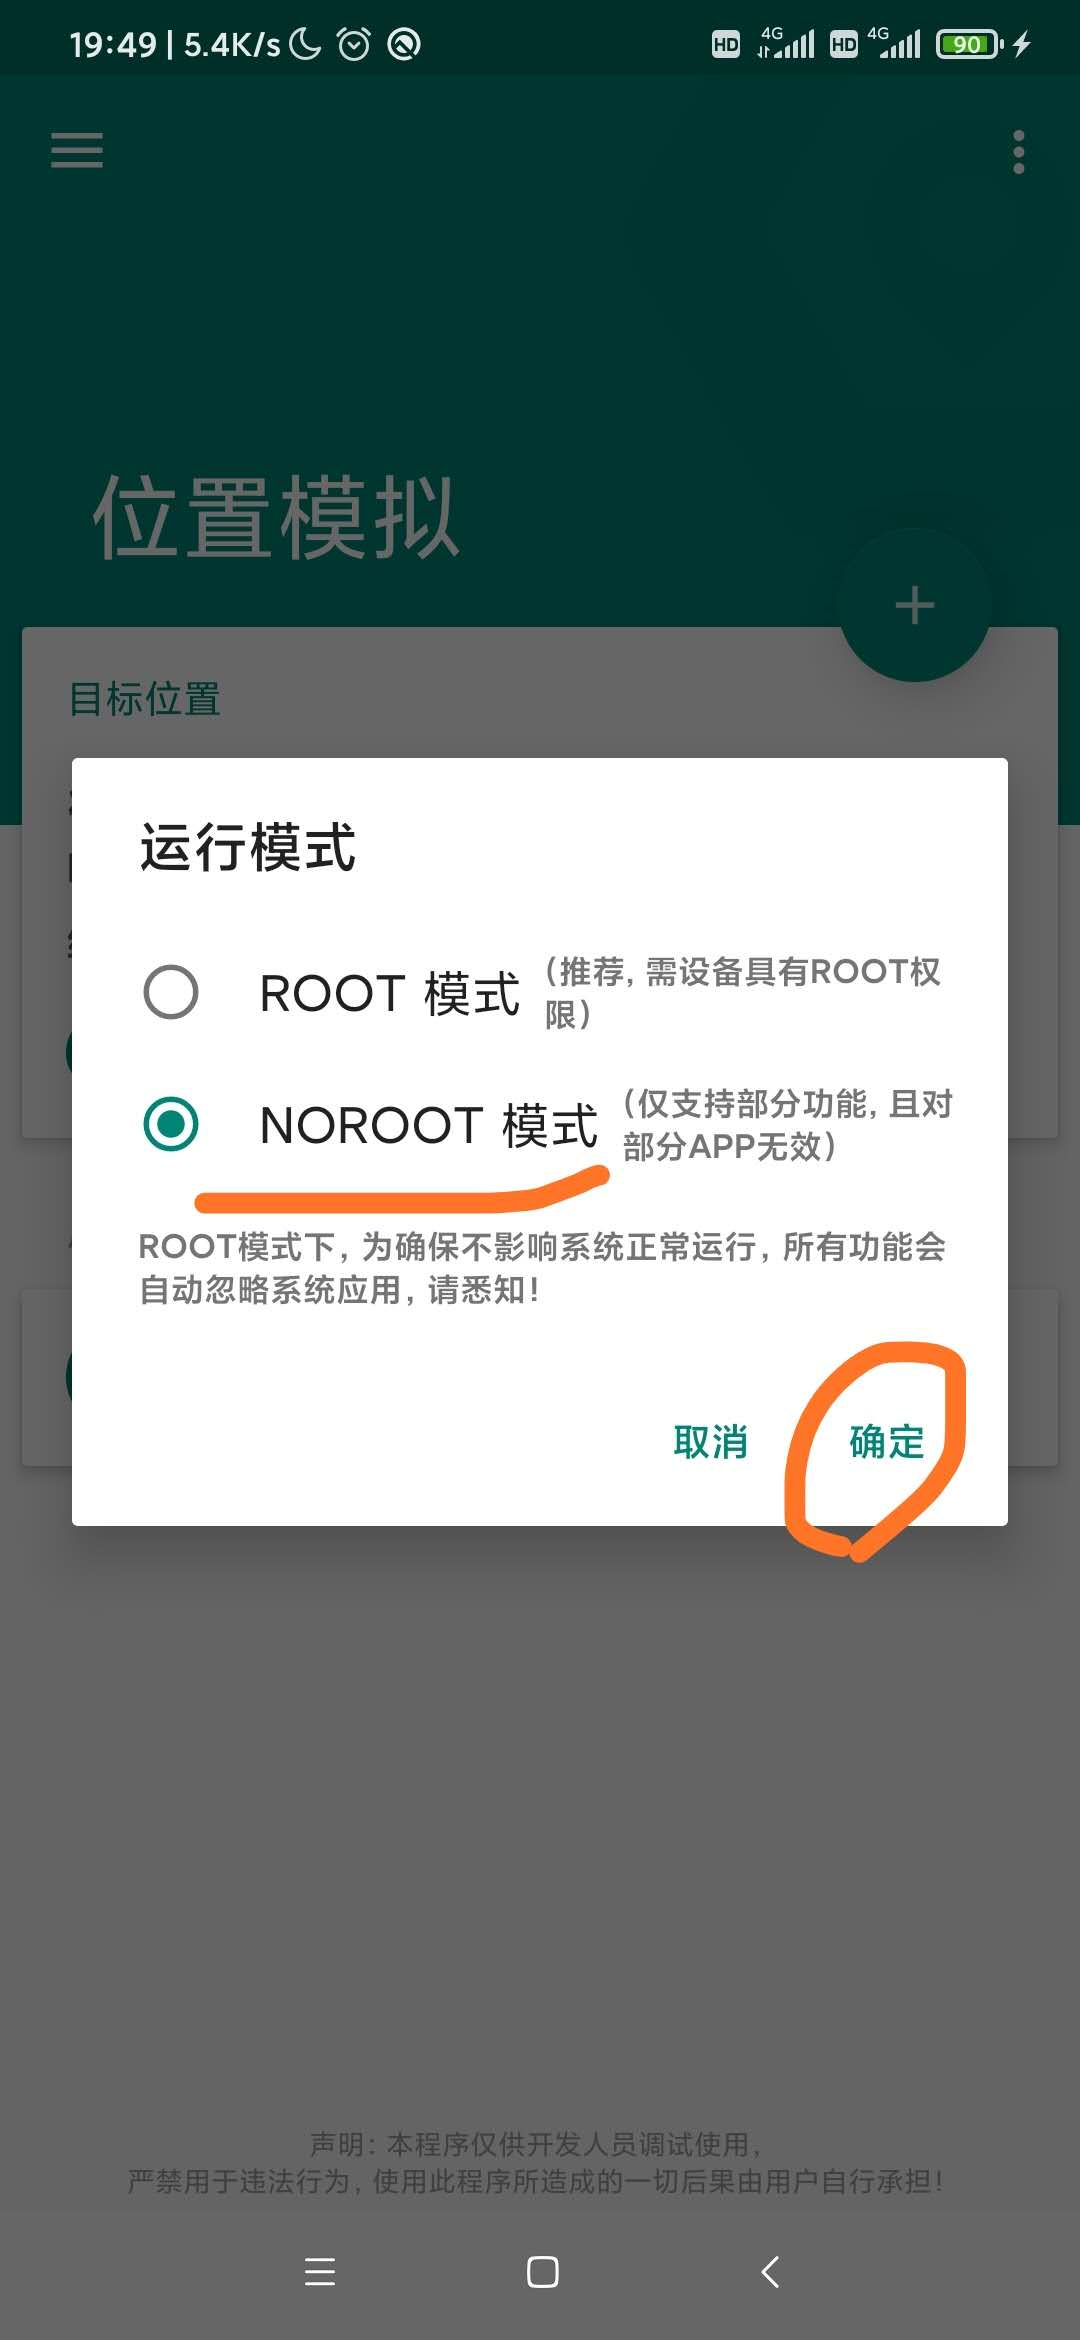 19:49 | 5.4K/s
HD 4G HD 4G 90
位置模拟
目标位置
运行模式
ROOT 模式 （推荐，需设备具有ROOT权
限）
NOROOT 模式 （仅支持部分功能，且对
部分APP无效）
ROOT模式下，为确保不影响系统正常运行，所有功能会
自动忽略系统应用，请悉知！
取消 确定
声明：本程序仅供开发人员调试使用，
严禁用于违法行为，使用此程序所造成的一切后果由用户自行承担！